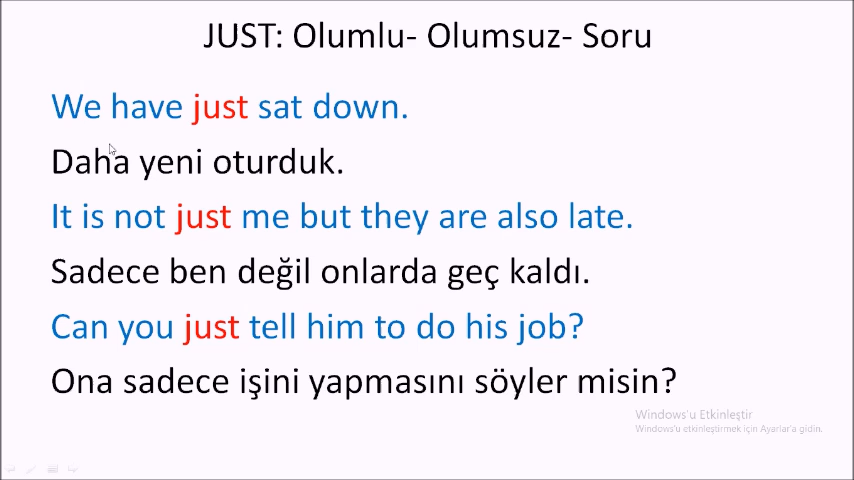 JUST: Olumlu- Olumsuz- Soru
We have just sat down.
Daha yeni oturduk.
It is not just me but they are also late.
Sadece ben değil onlarda geç kaldı.
Can you just tell him to do his job?
Ona sadece işini yapmasını söyler misin?
Windows'u Etkinleştir
Windows'u etkinleştirmek için Ayarlar'a gidin.